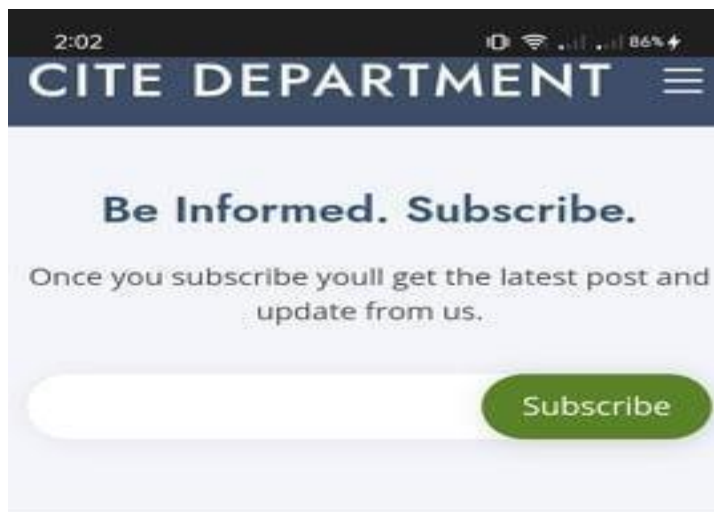 2:02
86%
CITE DEPARTMENT
Be Informed. Subscribe.
Once you subscribe youll get the latest post and
update from us.
Subscribe